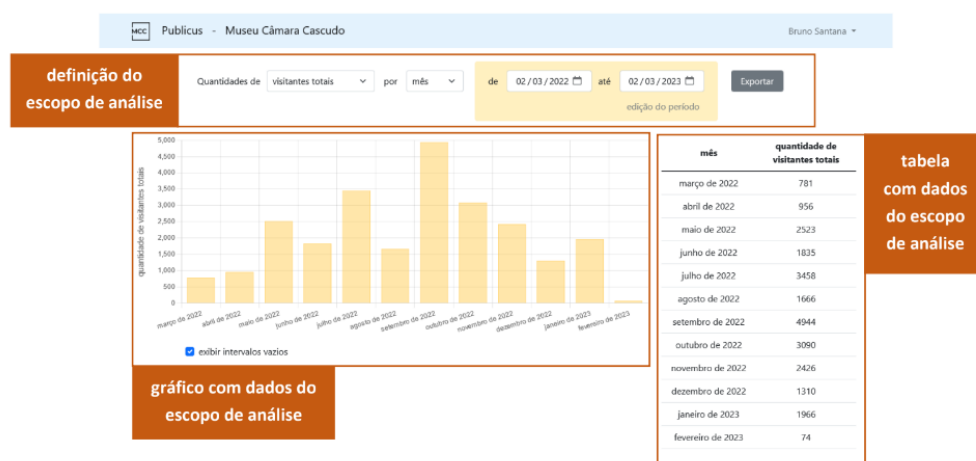 MCC Publicus - Museu Câmara Cascudo
Bruno Santana
definição do
escopo de análise
Quantidades de visitantes totais por mês de 02/03/2022 até 02/03/2023 Exportar
edição do período
quantidade de visitantes totais
5,000
4,500
4,000
3,500
3,000
2,500
2,000
1,500
1,000
500
0
março de 2022
abril de 2022
maio de 2022
junho de 2022
julho de 2022
agosto de 2022
setembro de 2022
outubro de 2022
novembro de 2022
dezembro de 2022
janeiro de 2023
fevereiro de 2023
exibir intervalos vazios
gráfico com dados do
escopo de análise
mês quantidade de
visitantes totais
março de 2022 781
abril de 2022 956
maio de 2022 2523
junho de 2022 1835
julho de 2022 3458
agosto de 2022 1666
setembro de 2022 4944
outubro de 2022 3090
novembro de 2022 2426
dezembro de 2022 1310
janeiro de 2023 1966
fevereiro de 2023 74
tabela
com dados
do escopo
de análise